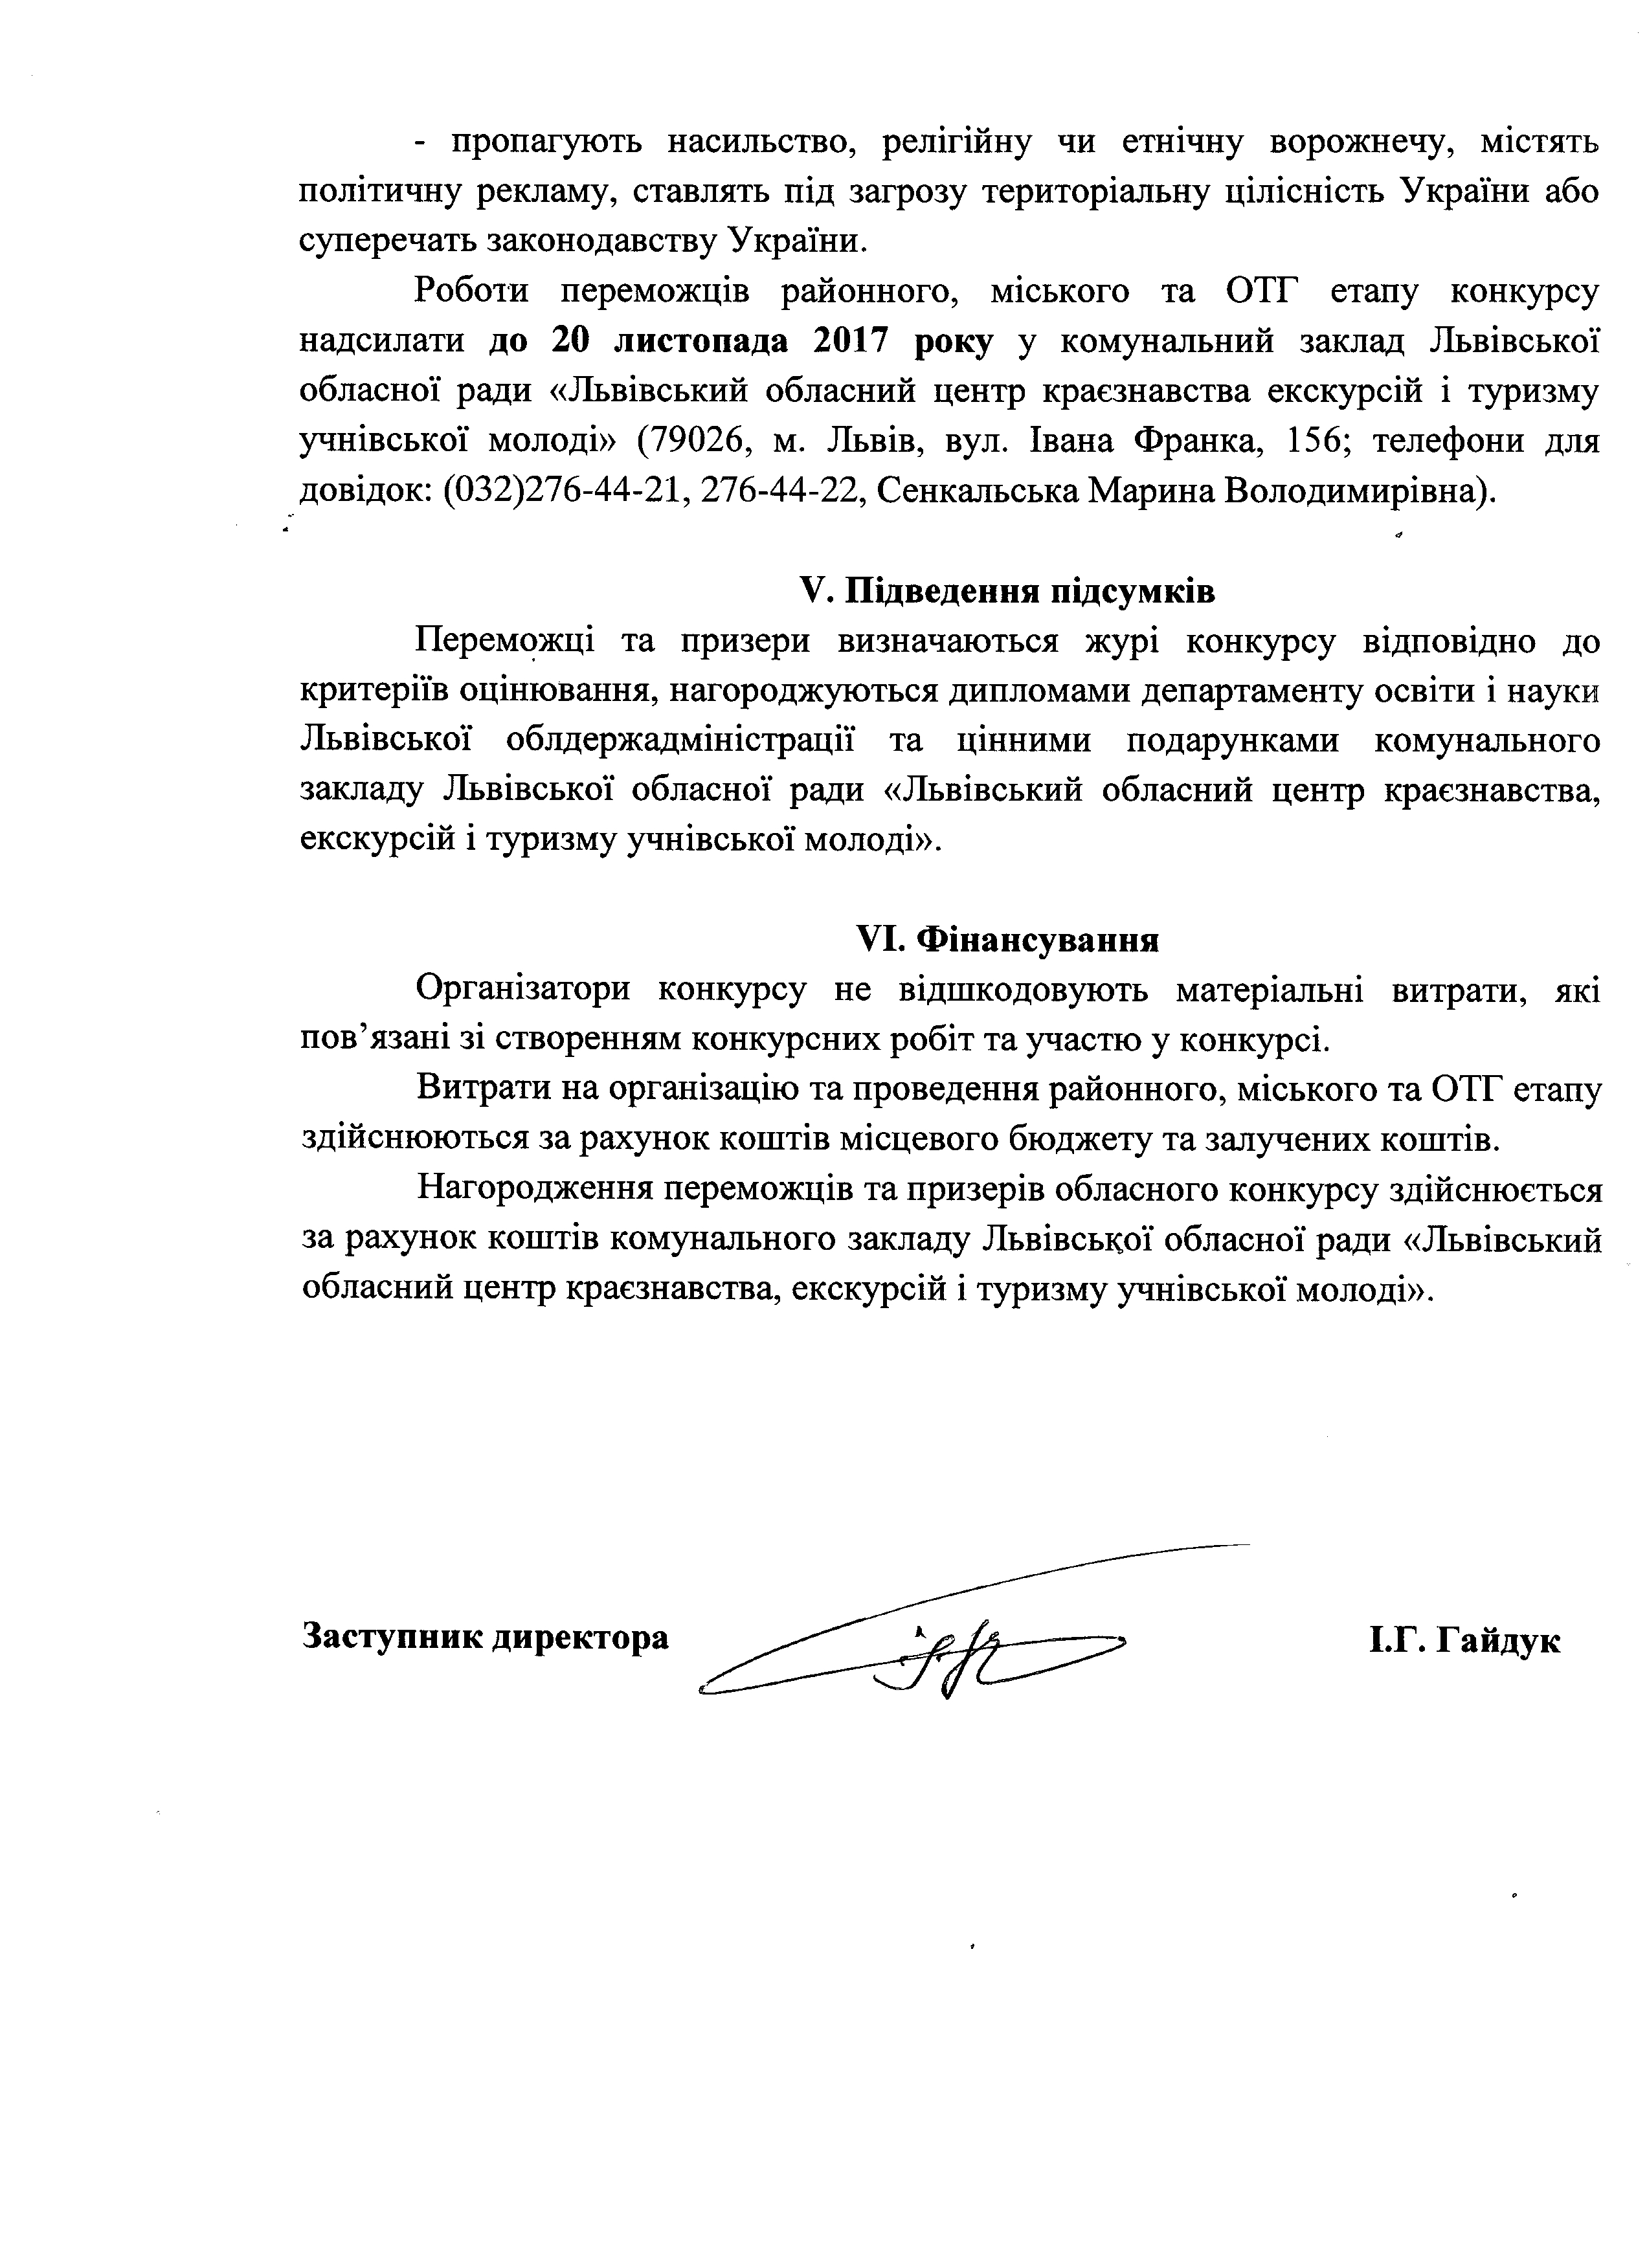 - пропагують насильство, релігійну чи етнічну ворожнечу, містять
політичну рекламу, ставлять під загрозу територіальну цілісність України або
суперечать законодавству України.
Роботи переможців районного, міського та ОТГ етапу конкурсу
надсилати до 20 листопада 2017 року у комунальний заклад Львівської
обласної ради «Львівський обласний центр краєзнавства екскурсій і туризму
учнівської молоді» (79026, м. Львів, вул. Івана Франка, 156; телефони для
довідок: (032)276-44-21, 276-44-22, Сенкальська Марина Володимирівна).
V. Підведення підсумків
Переможці та призери визначаються журі конкурсу відповідно до
критеріїв оцінювання, нагороджуються дипломами департаменту освіти і науки
Львівської облдержадміністрації та цінними подарунками комунального
закладу Львівської обласної ради «Львівський обласний центр краєзнавства,
екскурсій і туризму учнівської молоді».
VI. Фінансування
Організатори конкурсу не відшкодовують матеріальні витрати, які
пов’язані зі створенням конкурсних робіт та участю у конкурсі.
Витрати на організацію та проведення районного, міського та ОТГ етапу
здійснюються за рахунок коштів місцевого бюджету та залучених коштів.
Нагородження переможців та призерів обласного конкурсу здійснюється
за рахунок коштів комунального закладу Львівської обласної ради «Львівський
обласний центр краєзнавства, екскурсій і туризму учнівської молоді».
Заступник директора І.Г. Гайдук